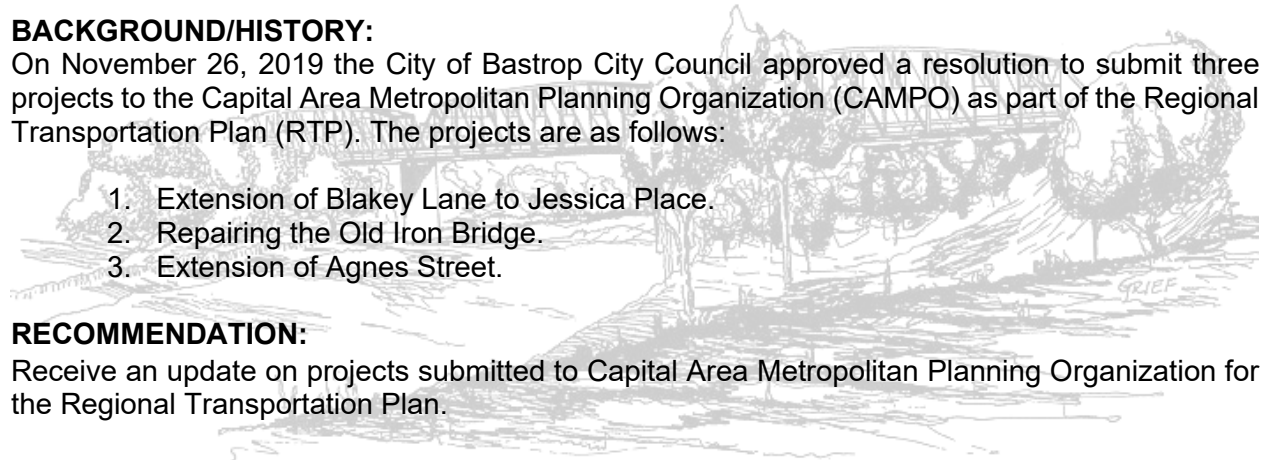 BACKGROUND/HISTORY:
On November 26, 2019 the City of Bastrop City Council approved a resolution to submit three
projects to the Capital Area Metropolitan Planning Organization (CAMPO) as part of the Regional
Transportation Plan (RTP). The projects are as follows:
1. Extension of Blakey Lane to Jessica Place.
2. Repairing the Old Iron Bridge.
3. Extension of Agnes Street.
GRIEF
RECOMMENDATION:
Receive an update on projects submitted to Capital Area Metropolitan Planning Organization for
the Regional Transportation Plan.